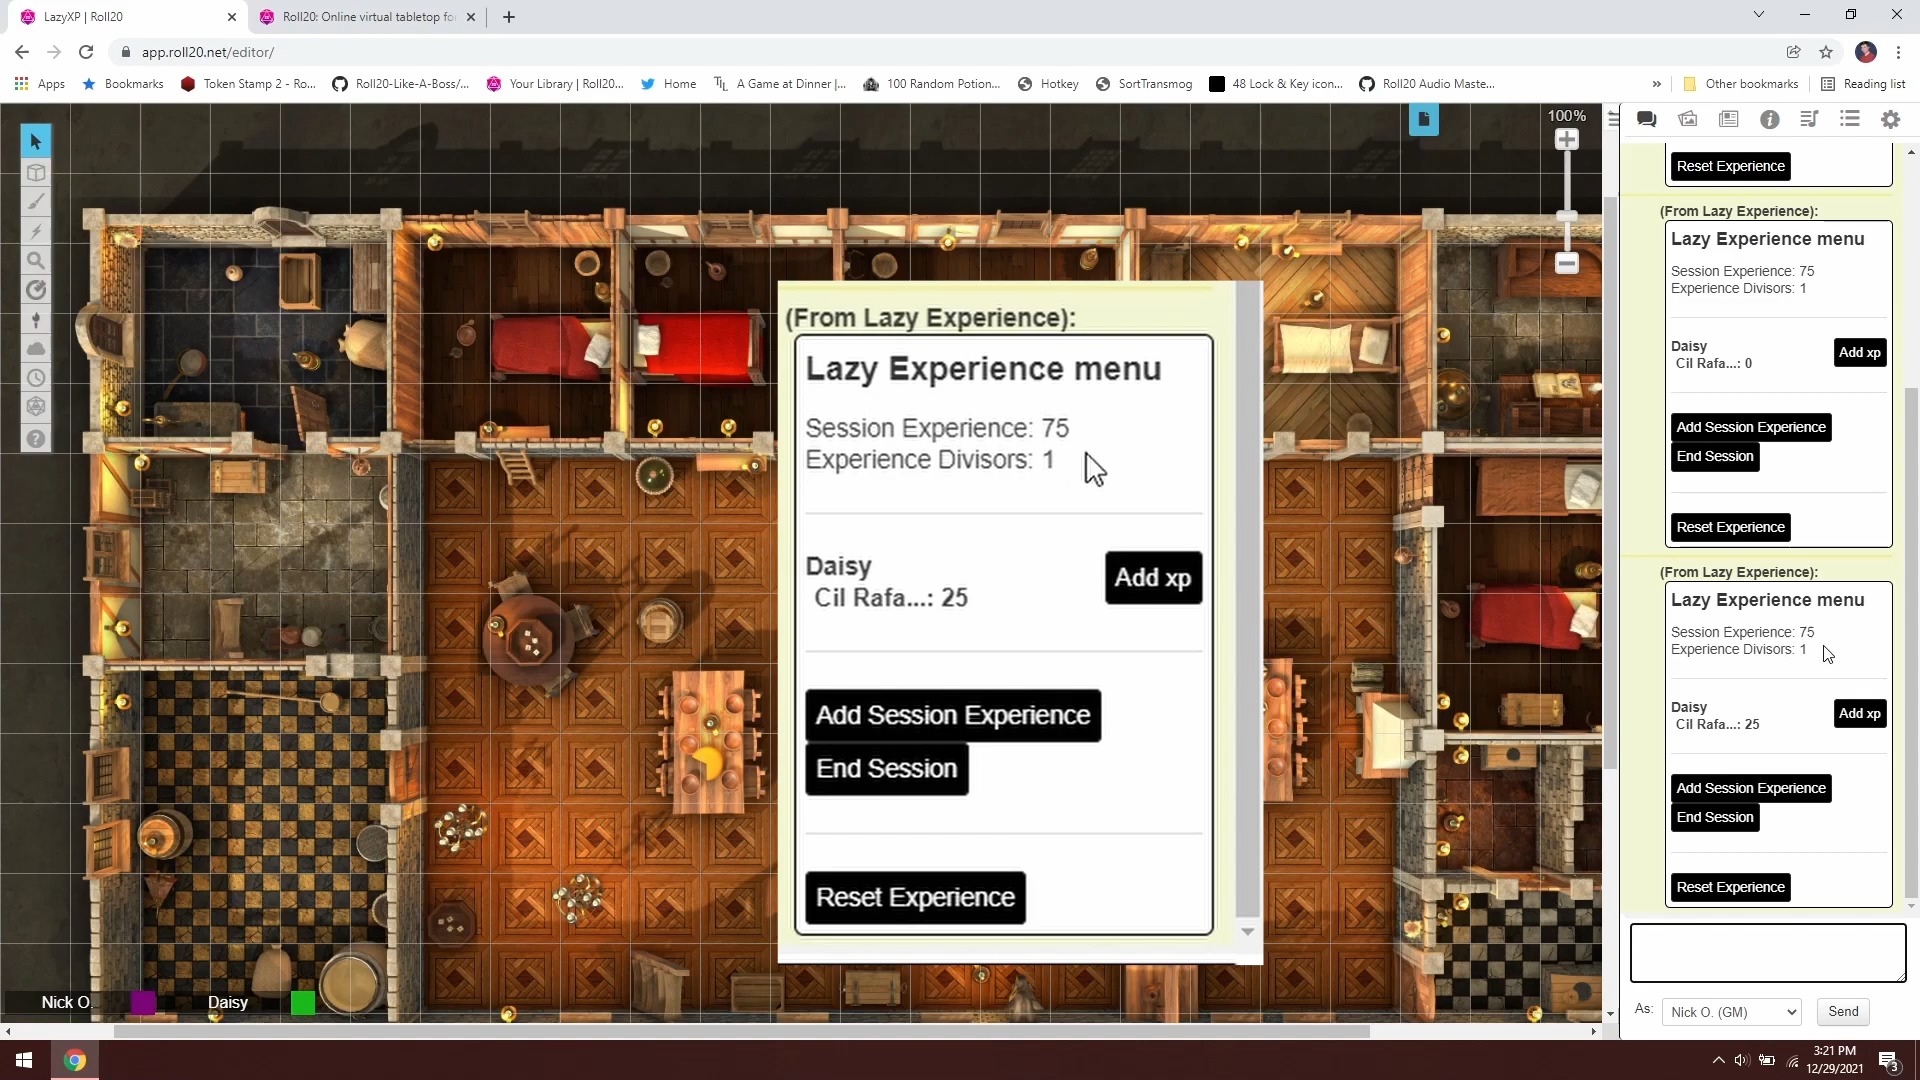 LazyXP | Roll20
Roll20: Online virtual tabletop fo
app.roll20.net/editor/
Apps
Bookmarks
Token Stamp 2 - Ro...
Roll20-Like-A-Boss/...
Your Library | Roll20...
Home
TL A Game at Dinner |...
100 Random Potion...
Hotkey
SortTransmog
48 Lock & Key icon...
Roll20 Audio Maste...
»
Other bookmarks
Reading list
100%
(From Lazy Experience):
Lazy Experience menu
Session Experience: 75
Experience Divisors: 1
Daisy
Cil Rafa...: 25
Add xp
Add Session Experience
End Session
Reset Experience
Nick O.
Daisy
Reset Experience
(From Lazy Experience):
Lazy Experience menu
Session Experience: 75
Experience Divisors: 1
Daisy
Cil Rafa...: 0
Add xp
Add Session Experience
End Session
Reset Experience
(From Lazy Experience):
Lazy Experience menu
Session Experience: 75
Experience Divisors: 1
Daisy
Cil Rafa...: 25
Add xp
Add Session Experience
End Session
Reset Experience
As:
Nick O. (GM)
Send
3:21 PM
12/29/2021
3